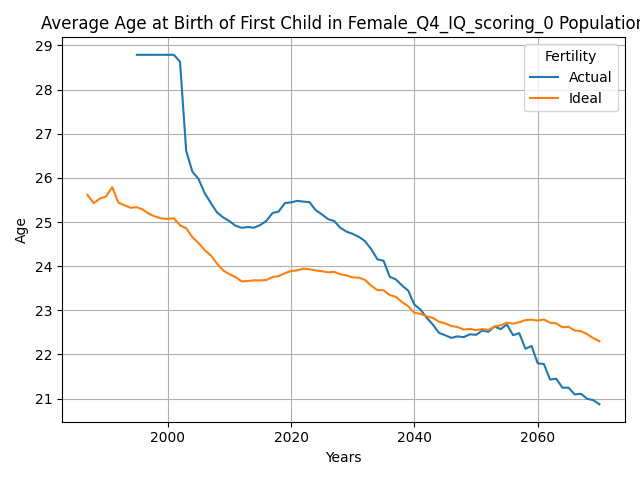 Average Age at Birth of First Child in Female_Q4_IQ_scoring_0 Population
Fertility
Actual
Ideal
29
28
27
26
25
24
23
22
21
Age
2000
2020
2040
2060
Years